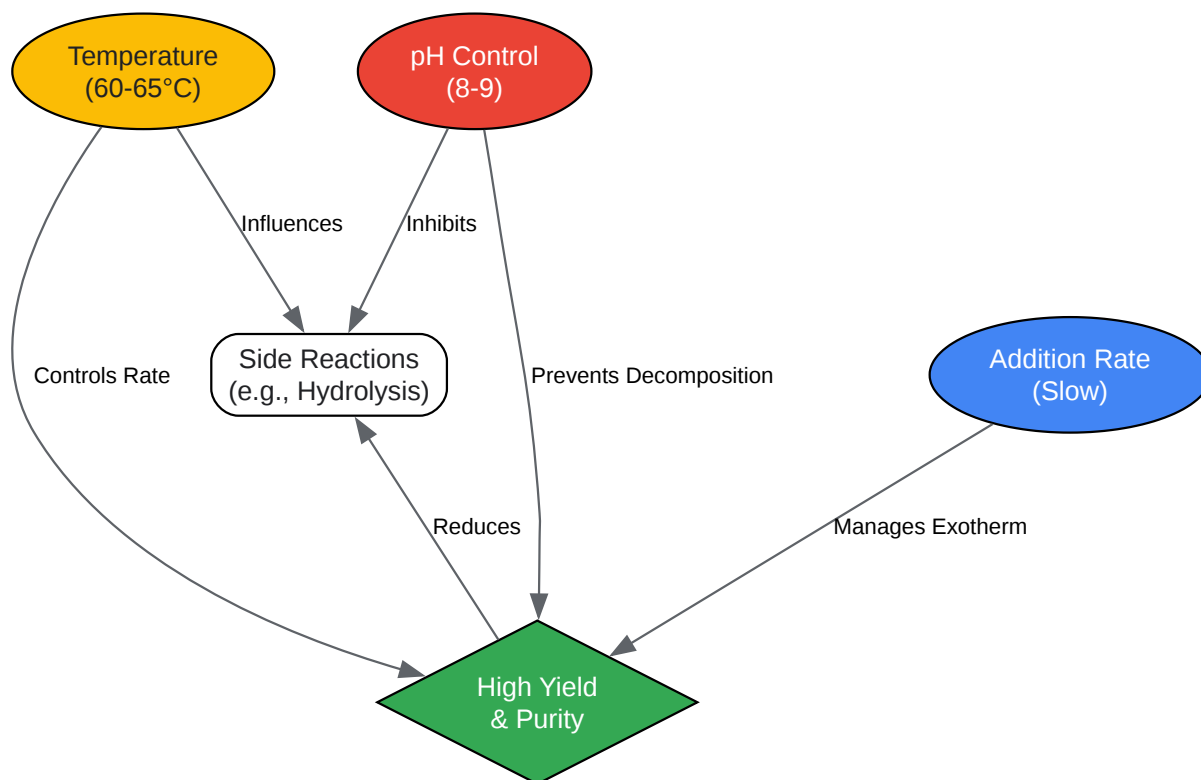 Temperature
(60-65°C)
pH Control
(8-9)
Influences
Inhibits
Side Reactions
(e.g., Hydrolysis)
Controls Rate
Prevents Decomposition
Addition Rate
(Slow)
Reduces
Manages Exotherm
High Yield
& Purity